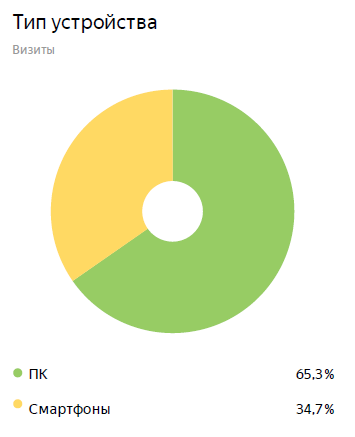 Тип устройства
Визиты
ПК 65,3%
Смартфоны 34,7%